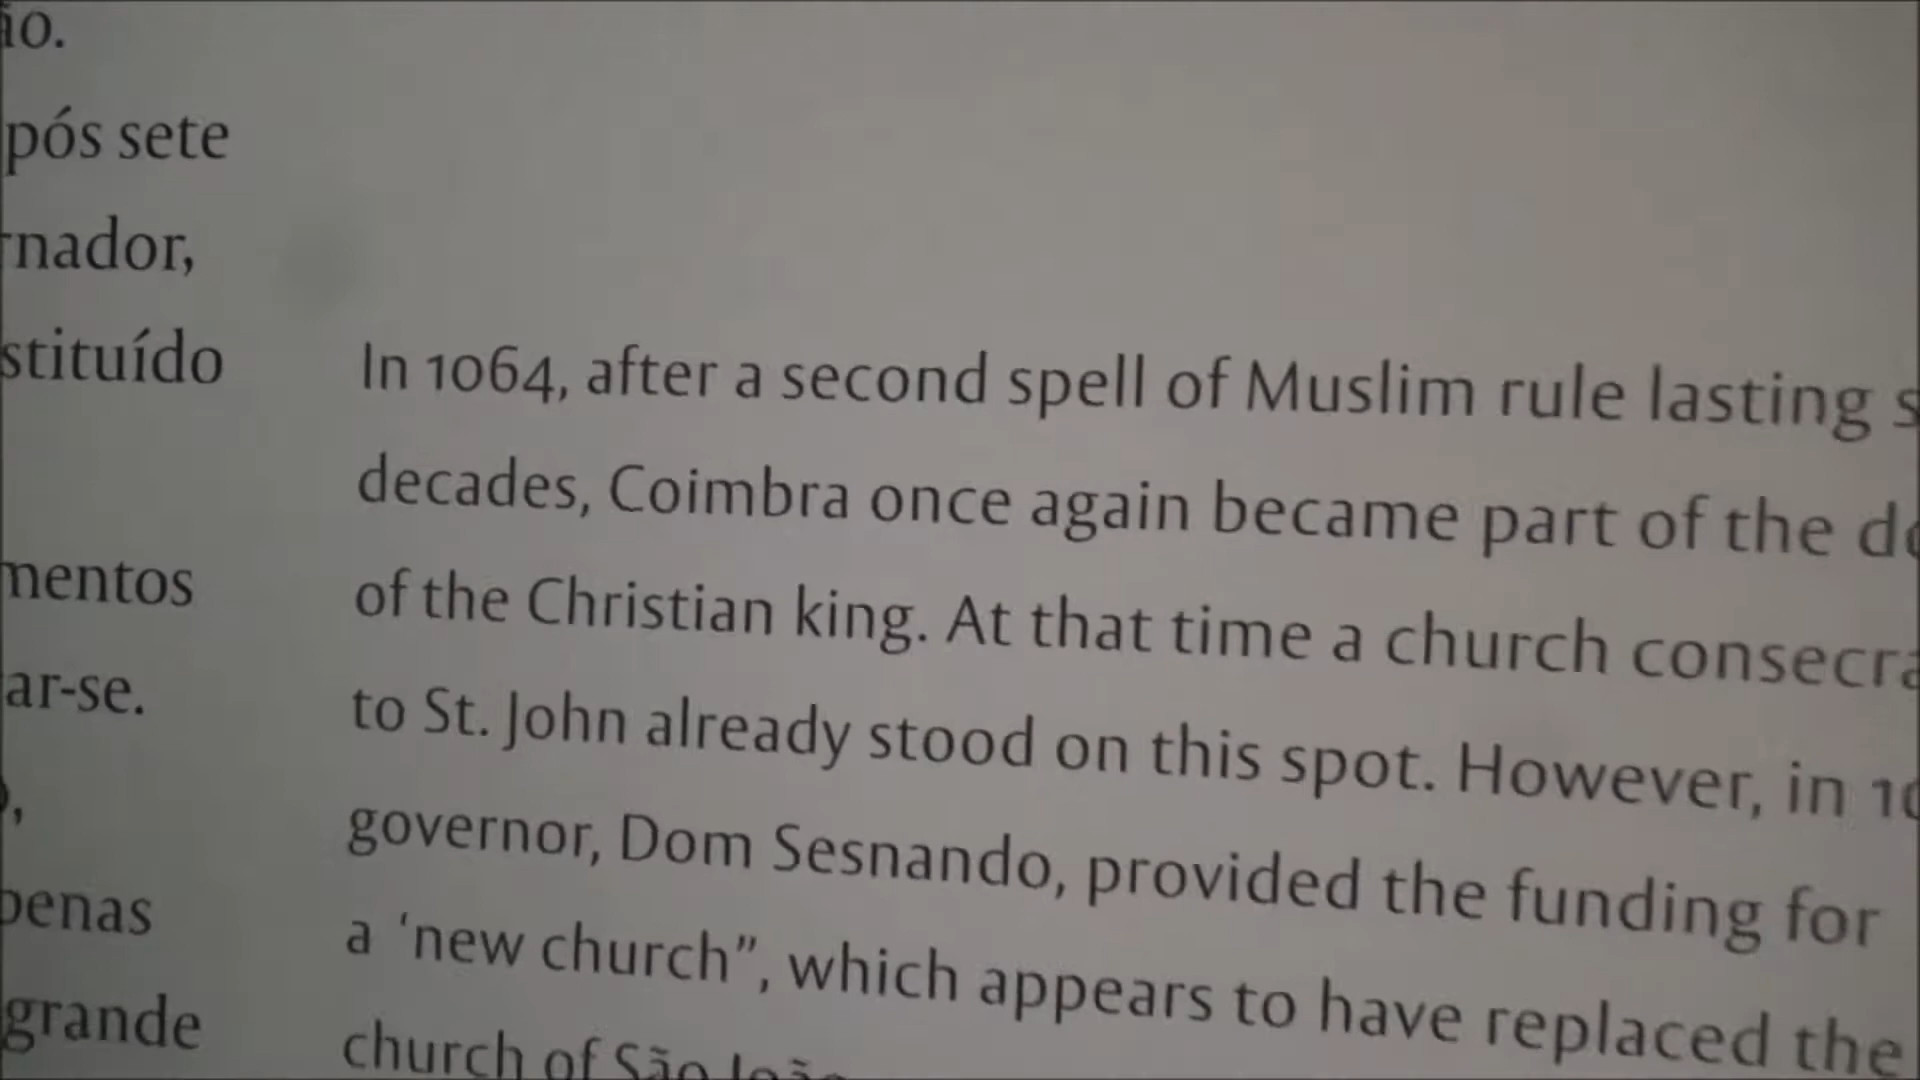 pós sete
stituído
mentos
ar-se.
penas
grande
In 1064, after a second spell of Muslim rule lasting
decades, Coimbra once again became part of the
of the Christian king. At that time a church
to St. John already stood on this spot. However, in
governor, Dom Sesnando, provided the funding for
a ‘new church”, which appears to have replaced the
church of São João